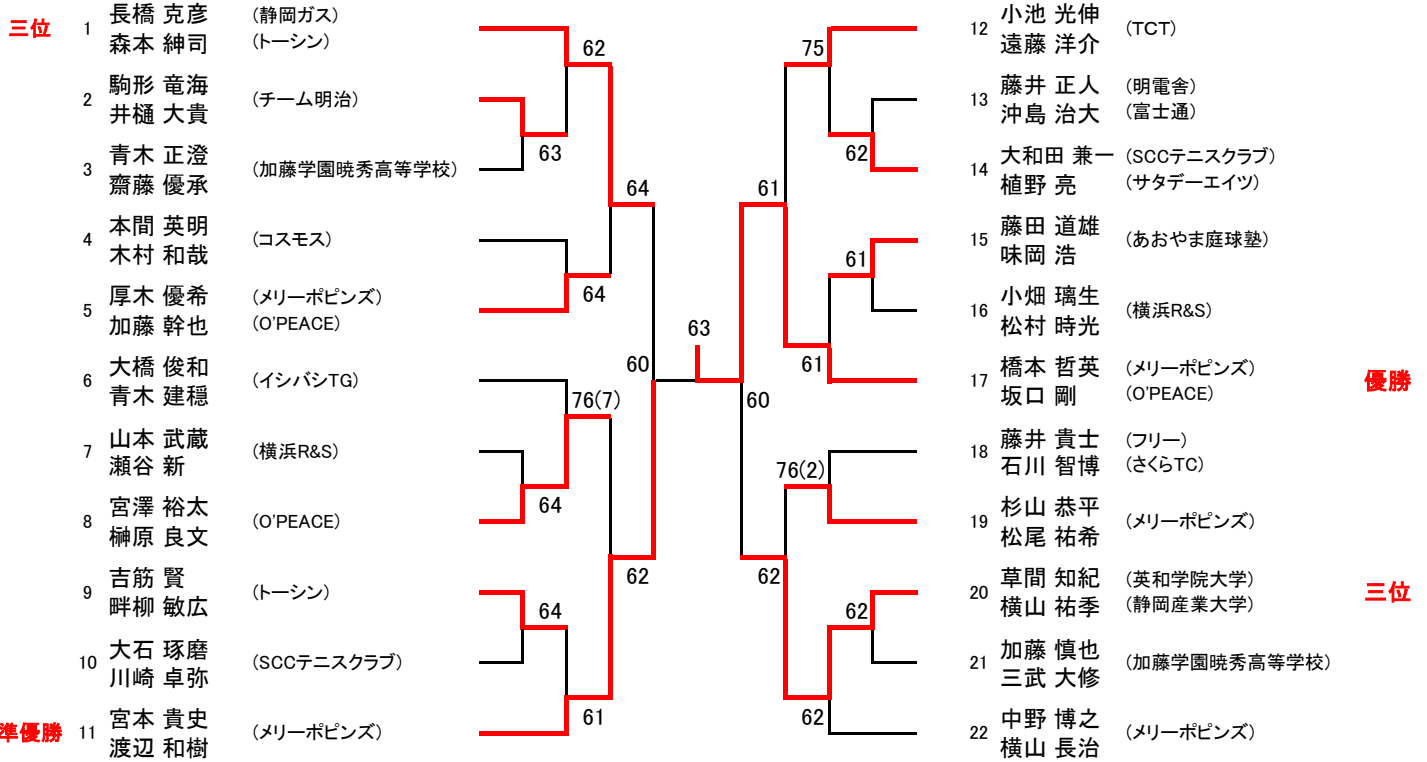 三位 1 長橋 克彦 (静岡ガス)
森本 紳司 (トーシン)
2 駒形 竜海 (チーム明治)
井樋 大貴
3 青木 正澄 (加藤学園暁秀高等学校)
齋藤 優承
4 本間 英明 (コスモス)
木村 和哉
5 厚木 優希 (メリーポピンズ)
加藤 幹也 (O'PEACE)
6 大橋 俊和 (イシバシTG)
青木 建穏
7 山本 武蔵 (横浜R&S)
瀬谷 新
8 宮澤 裕太 (O'PEACE)
榊原 良文
9 吉筋 賢 (トーシン)
畔柳 敏広
10 大石 琢磨 (SCCテニスクラブ)
川崎 卓弥
準優勝 11 宮本 貴史 (メリーポピンズ)
渡辺 和樹
62
63
64
64
60
76(7)
64
62
64
61
63
75
62
61
61
61
60
76(2)
62
62
62
12 小池 光伸 (TCT)
遠藤 洋介
13 藤井 正人 (明電舎)
沖島 治大 (富士通)
14 大和田 兼一 (SCCテニスクラブ)
植野 亮 (サタデーエイツ)
15 藤田 道雄 (あおやま庭球塾)
味岡 浩
16 小畑 璃生 (横浜R&S)
松村 時光
17 橋本 哲英 (メリーポピンズ) 優勝
坂口 剛 (O'PEACE)
18 藤井 貴士 (フリー)
石川 智博 (さくらTC)
19 杉山 恭平 (メリーポピンズ)
松尾 祐希
20 草間 知紀 (英和学院大学) 三位
横山 祐季 (静岡産業大学)
21 加藤 慎也 (加藤学園暁秀高等学校)
三武 大修
22 中野 博之 (メリーポピンズ)
横山 長治